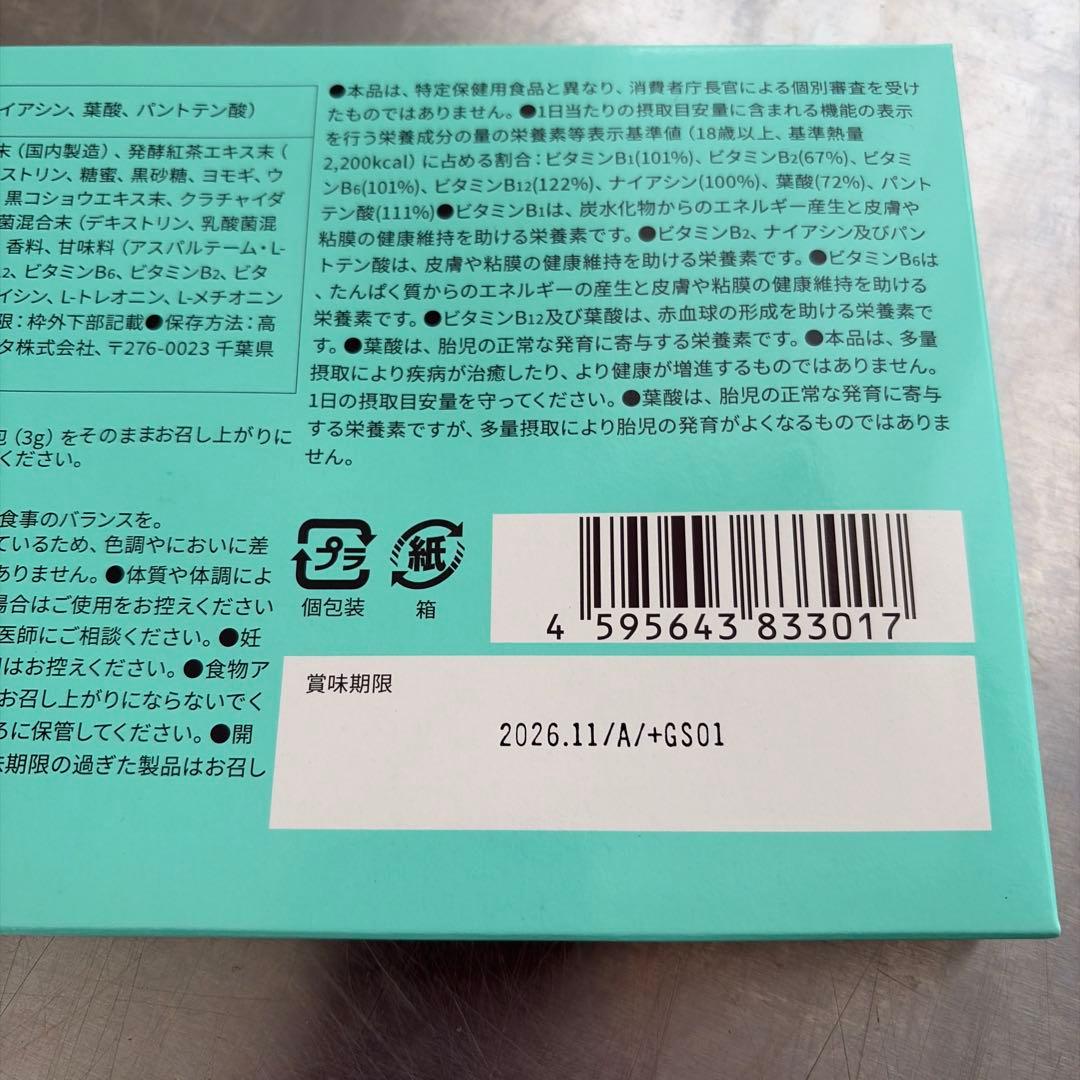 イアシン、葉酸、パントテン酸）
末（国内製造）、発酵紅茶エキス末（
ストリン、糖蜜、黒砂糖、ヨモギ、ウ
黒コショウエキス末、クラチャイダ
菌混合末（デキストリン、乳酸菌混
香料、甘味料（アスパルテーム・L-
12、ビタミンB6、ビタミンB2、ビタ
イシン、L-トレオニン、L-メチオニン
限：枠外下部記載●保存方法：高
タ株式会社、〒276-0023 千葉県
包（3g）をそのままお召し上がりに
ください。
食事のバランスを。
ているため、色調やにおいに差
ありません。●体質や体調によ
場合はご使用をお控えください
医師にご相談ください。●妊
用はお控えください。●食物ア
お召し上がりにならないでく
ろに保管してください。●開
味期限の過ぎた製品はお召し
●本品は、特定保健用食品と異なり、消費者庁長官による個別審査を受け
たものではありません。●1日当たりの摂取目安量に含まれる機能の表示
を行う栄養成分の量の栄養素等表示基準値（18歳以上、基準熱量
2,200kcal）に占める割合：ビタミンB1(101%)、ビタミンB2(67%)、ビタミ
ンB6(101%)、ビタミンB12(122%)、ナイアシン(100%)、葉酸(72%)、パント
テン酸(111%)●ビタミンB1は、炭水化物からのエネルギー産生と皮膚や
粘膜の健康維持を助ける栄養素です。●ビタミンB2、ナイアシン及びパン
トテン酸は、皮膚や粘膜の健康維持を助ける栄養素です。●ビタミンB6は
、たんぱく質からのエネルギーの産生と皮膚や粘膜の健康維持を助ける
栄養素です。●ビタミンB12及び葉酸は、赤血球の形成を助ける栄養素で
す。●葉酸は、胎児の正常な発育に寄与する栄養素です。●本品は、多量
摂取により疾病が治癒したり、より健康が増進するものではありません。
1日の摂取目安量を守ってください。●葉酸は、胎児の正常な発育に寄与
する栄養素ですが、多量摂取により胎児の発育がよくなるものではありま
せん。
プラ
個包装
紙
箱
4 595643 833017
賞味期限
2026.11/A/+GS01